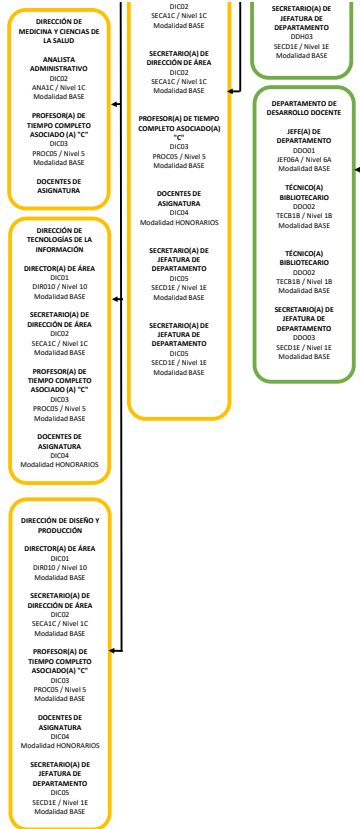 DIRECCIÓN DE
MEDICINA Y CIENCIAS DE
LA SALUD
ANALISTA
ADMINISTRATIVO
DIC02
ANA1C / Nivel 1C
Modalidad BASE
PROFESOR(A) DE
TIEMPO COMPLETO
ASOCIADO (A) "C"
DIC03
PROC05 / Nivel 5
Modalidad BASE
DOCENTES DE
ASIGNATURA
DIRECCIÓN DE
TECNOLOGÍAS DE LA
INFORMACIÓN
DIRECTOR(A) DE ÁREA
DIC01
DIR010 / Nivel 10
Modalidad BASE
SECRETARIO(A) DE
DIRECCIÓN DE ÁREA
DIC02
SECA1C / Nivel 1C
Modalidad BASE
PROFESOR(A) DE
TIEMPO COMPLETO
ASOCIADO (A) "C"
DIC03
PROC05 / Nivel 5
Modalidad BASE
DOCENTES DE
ASIGNATURA
DIC04
Modalidad HONORARIOS
DIRECCIÓN DE DISEÑO Y
PRODUCCIÓN
DIRECTOR(A) DE ÁREA
DIC01
DIR010 / Nivel 10
Modalidad BASE
SECRETARIO(A) DE
DIRECCIÓN DE ÁREA
DIC02
SECA1C / Nivel 1C
Modalidad BASE
PROFESOR(A) DE
TIEMPO COMPLETO
ASOCIADO(A) "C"
DIC03
PROC05 / Nivel 5
Modalidad BASE
DOCENTES DE
ASIGNATURA
DIC04
Modalidad HONORARIOS
SECRETARIO(A) DE
JEFATURA DE
DEPARTAMENTO
DIC05
SECD1E / Nivel 1E
Modalidad BASE
DIC02
SECA1C / Nivel 1C
Modalidad BASE
SECRETARIO(A) DE
DIRECCIÓN DE ÁREA
DIC02
SECA1C / Nivel 1C
Modalidad BASE
PROFESOR(A) DE TIEMPO
COMPLETO ASOCIADO(A)
"C"
DIC03
PROC05 / Nivel 5
Modalidad BASE
DOCENTES DE
ASIGNATURA
DIC04
Modalidad HONORARIOS
SECRETARIO(A) DE
JEFATURA DE
DEPARTAMENTO
DIC05
SECD1E / Nivel 1E
Modalidad BASE
SECRETARIO(A) DE
JEFATURA DE
DEPARTAMENTO
DIC05
SECD1E / Nivel 1E
Modalidad BASE
SECRETARIO(A) DE
JEFATURA DE
DEPARTAMENTO
DDH03
SECD1E / Nivel 1E
Modalidad BASE
DEPARTAMENTO DE
DESARROLLO DOCENTE
JEFE(A) DE
DEPARTAMENTO
DDO01
JEF06A / Nivel 6A
Modalidad BASE
TÉCNICO(A)
BIBLIOTECARIO
DDO02
TECB1B / Nivel 1B
Modalidad BASE
TÉCNICO(A)
BIBLIOTECARIO
DDO02
TECB1B / Nivel 1B
Modalidad BASE
SECRETARIO(A) DE
JEFATURA DE
DEPARTAMENTO
DDO03
SECD1E / Nivel 1E
Modalidad BASE